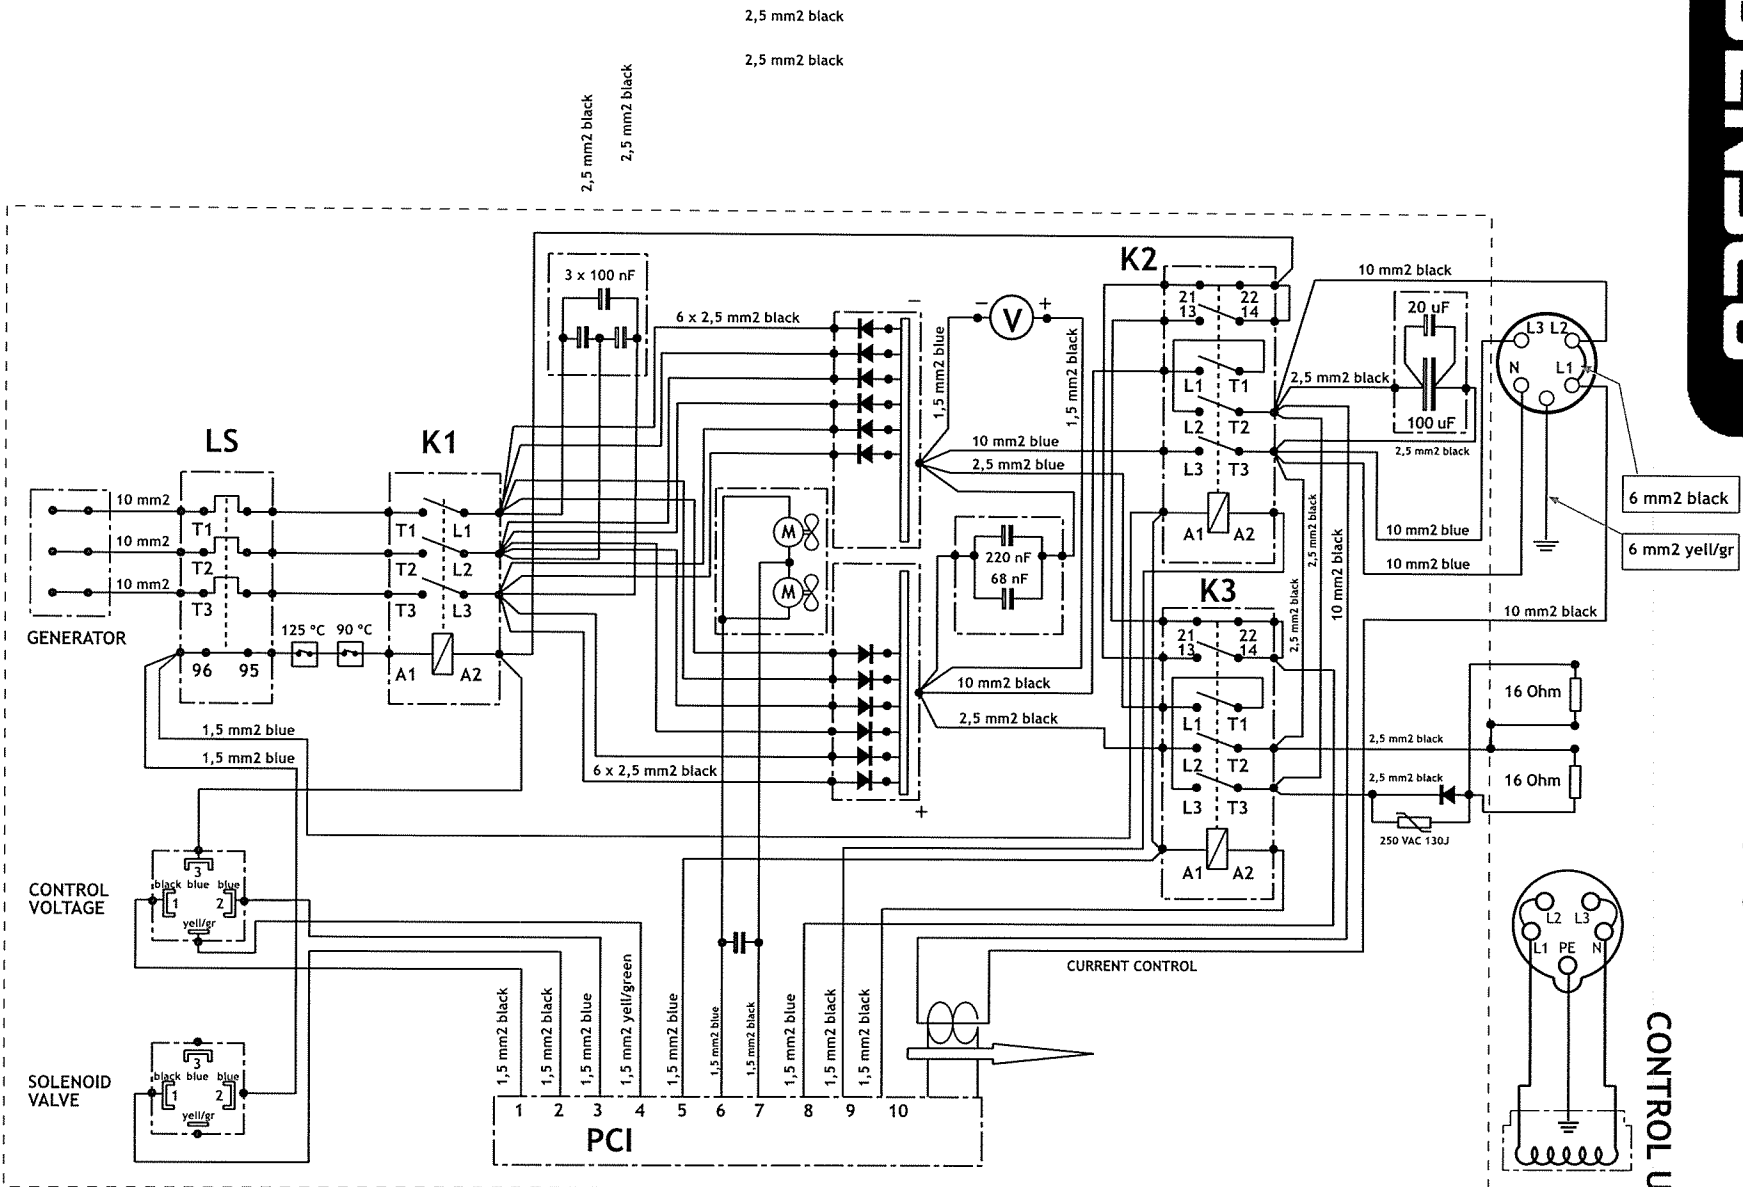 2,5 mm2 black
2,5 mm2 black
2,5 mm2 black
2,5 mm2 black
K2
10 mm2 black
3 x 100 nF
21
22
13
14
20 uF
6 x 2,5 mm2 black
−
− V +
L3 L2
1,5 mm2 blue
1,5 mm2 black
L1 T1
2,5 mm2 black
N L1
L2 T2
100 uF
LS
K1
10 mm2 blue
2,5 mm2 blue
L3 T3
2,5 mm2 black
6 mm2 black
10 mm2
T1
T1 L1
M
A1 A2
2,5 mm2 black
10 mm2 blue
10 mm2
T2
T2 L2
220 nF
6 mm2 yell/gr
10 mm2 blue
10 mm2
T3
T3 L3
M
68 nF
K3
2,5 mm2 black
10 mm2 black
10 mm2 black
GENERATOR
125 °C 90 °C
21
22
13
14
96 95
A1 A2
10 mm2 black
16 Ohm
2,5 mm2 black
L1 T1
1,5 mm2 blue
2,5 mm2 black
1,5 mm2 blue
L2 T2
6 x 2,5 mm2 black
2,5 mm2 black
16 Ohm
L3 T3
+
250 VAC 130J
A1 A2
CONTROL
VOLTAGE
3
black blue blue
1 2
yell/gr
L2 L3
L1 PE N
CURRENT CONTROL
1,5 mm2 black
1,5 mm2 black
1,5 mm2 blue
1,5 mm2 yell/green
1,5 mm2 blue
1,5 mm2 blue
1,5 mm2 black
1,5 mm2 blue
1,5 mm2 black
1,5 mm2 black
SOLENOID
VALVE
3
black blue blue
1 2
yell/gr
1 2 3 4 5 6 7 8 9 10
PCI
CONTROL U